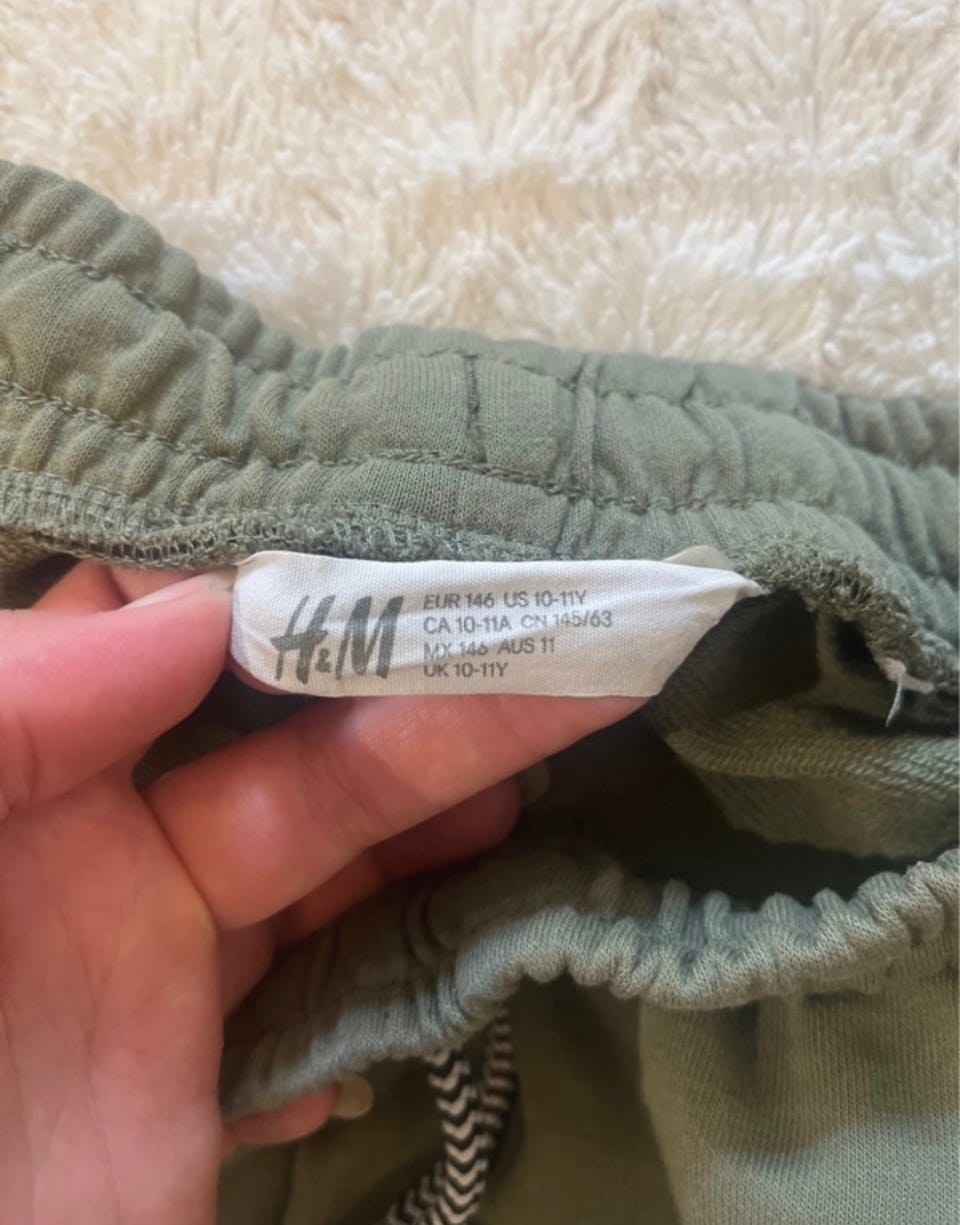 H&M
EUR 146 US 10-11Y
CA 10-11A CN 145/63
MX 146 AUS 11
UK 10-11Y